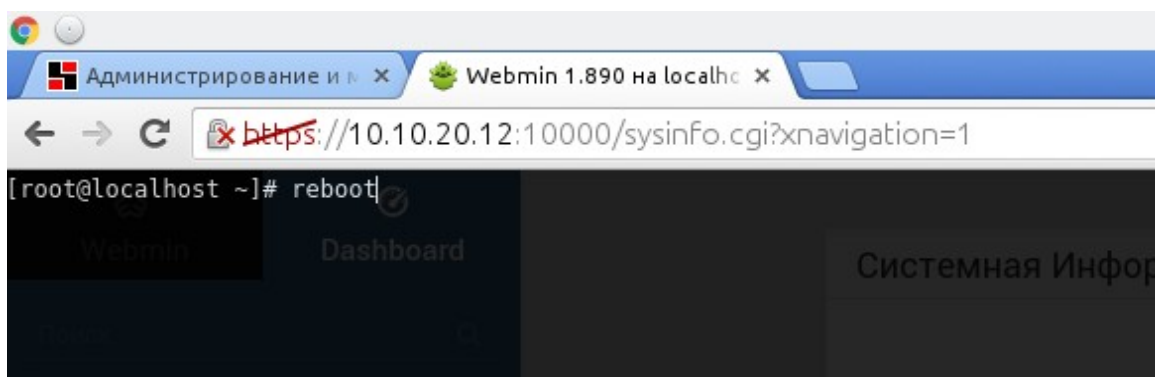 Администрирование и м
Webmin 1.890 на localho
https://10.10.20.12:10000/sysinfo.cgi?xnavigation=1
[root@localhost ~]# reboot
Webmin
Dashboard
Системная Инфор